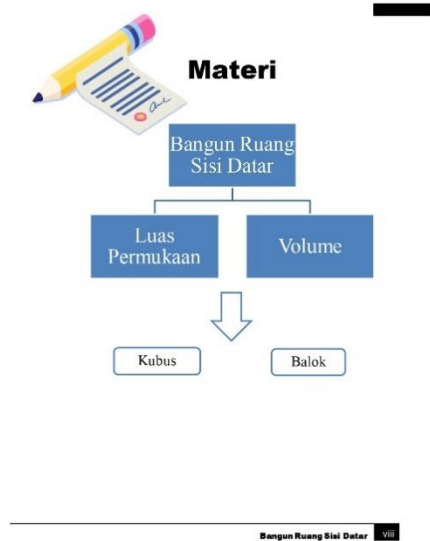 Materi
Bangun Ruang
Sisi Datar
Luas
Permukaan
Volume
Kubus
Balok
Bangun Ruang Sisi Datar
viii